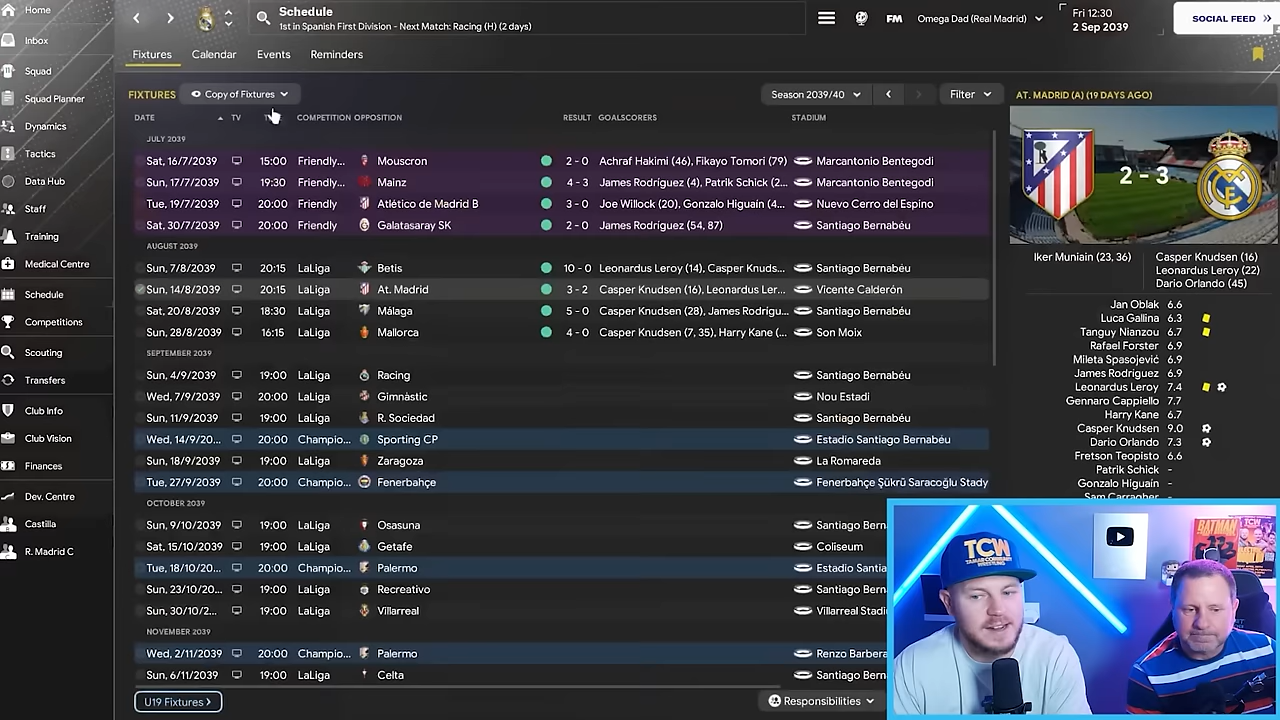 Home
Inbox
Squad
Squad Planner
Dynamics
Tactics
Data Hub
Staff
Training
Medical Centre
Schedule
Competitions
Scouting
Transfers
Club Info
Club Vision
Finances
Dev. Centre
Castilla
R. Madrid C
Schedule
1st in Spanish First Division - Next Match: Racing (H) (2 days)
FM
Omega Dad (Real Madrid)
Fri 12:30
2 Sep 2039
SOCIAL FEED
Fixtures Calendar Events Reminders
FIXTURES Copy of Fixtures Season 2039/40 Filter
DATE TV COMPETITION OPPOSITION RESULT GOALSCORERS STADIUM
JULY 2039
Sat, 16/7/2039 15:00 Friendly... Mouscron 2 - 0 Achraf Hakimi (46), Fikayo Tomori (79) Marcantonio Bentegodi
Sun, 17/7/2039 19:30 Friendly... Mainz 4 - 3 James Rodríguez (4), Patrik Schick (2... Marcantonio Bentegodi
Tue, 19/7/2039 20:00 Friendly Atlético de Madrid B 3 - 0 Joe Willock (20), Gonzalo Higuaín (4... Nuevo Cerro del Espino
Sat, 30/7/2039 20:00 Friendly Galatasaray SK 2 - 0 James Rodríguez (54, 87) Santiago Bernabéu
AUGUST 2039
Sun, 7/8/2039 20:15 LaLiga Betis 10 - 0 Leonardus Leroy (14), Casper Knuds... Santiago Bernabéu
Sun, 14/8/2039 20:15 LaLiga At. Madrid 3 - 2 Casper Knudsen (16), Leonardus Ler... Vicente Calderón
Sat, 20/8/2039 18:30 LaLiga Málaga 5 - 0 Casper Knudsen (28), James Rodrígu... Santiago Bernabéu
Sun, 28/8/2039 16:15 LaLiga Mallorca 4 - 0 Casper Knudsen (7, 35), Harry Kane (... Son Moix
SEPTEMBER 2039
Sun, 4/9/2039 19:00 LaLiga Racing Santiago Bernabéu
Wed, 7/9/2039 19:00 LaLiga Gimnàstic Nou Estadi
Sun, 11/9/2039 19:00 LaLiga R. Sociedad Santiago Bernabéu
Wed, 14/9/20... 20:00 Champio... Sporting CP Estadio Santiago Bernabéu
Sun, 18/9/2039 19:00 LaLiga Zaragoza La Romareda
Tue, 27/9/2039 20:00 Champio... Fenerbahçe Fenerbahçe Şükrü Saracoğlu Stady
OCTOBER 2039
Sun, 9/10/2039 19:00 LaLiga Osasuna Santiago Bern
Sat, 15/10/2039 19:00 LaLiga Getafe Coliseum
Tue, 18/10/20... 20:00 Champio... Palermo Estadio Santia
Sun, 23/10/20... 19:00 LaLiga Recreativo Santiago Bern
Sun, 30/10/2... 19:00 LaLiga Villarreal Villarreal Stadi
NOVEMBER 2039
Wed, 2/11/2039 20:00 Champio... Palermo Renzo Barbera
Sun, 6/11/2039 19:00 LaLiga Celta Santiago Bern
U19 Fixtures Responsibilities
AT. MADRID (A) (19 DAYS AGO)
2 - 3
Iker Muniain (23, 36)
Casper Knudsen (16)
Leonardus Leroy (22)
Dario Orlando (45)
Jan Oblak 6.6
Luca Gallina 6.3
Tanguy Nianzou 6.7
Rafael Forster 6.9
Mileta Spasojević 6.9
James Rodríguez 6.9
Leonardus Leroy 7.4
Gennaro Cappiello 7.7
Harry Kane 6.7
Casper Knudsen 9.0
Dario Orlando 7.3
Fretson Teopisto 6.6
Patrik Schick -
Gonzalo Higuaín -
Sam Carragher -
TCW
BATMAN
TCW